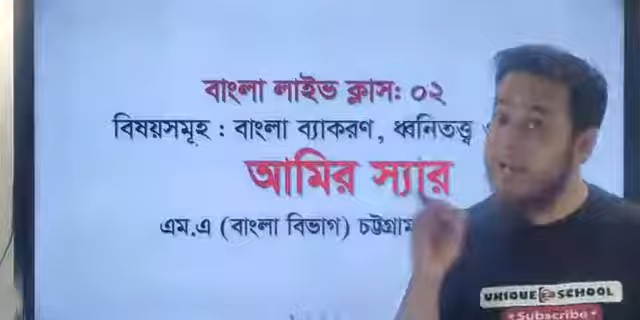 বাংলা লাইভ ক্লাস: ০২
বিষয়সমূহ : বাংলা ব্যাকরণ, ধ্বনিতত্ত্ব
আমির স্যার
এম.এ (বাংলা বিভাগ) চট্টগ্রাম
UNIQUE SCHOOL
Subscribe